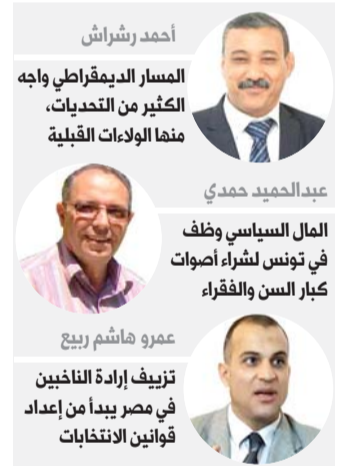 أحمد رشراش
المسار الديمقراطي واجه
الكثير من التحديات،
منها الولاءات القبلية
عبدالحميد حمدي
المال السياسي وظف
في تونس لشراء أصوات
كبار السن والفقراء
عمرو هاشم ربيع
تزييف إرادة الناخبين
في مصر يبدأ من إعداد
قوانين الانتخابات